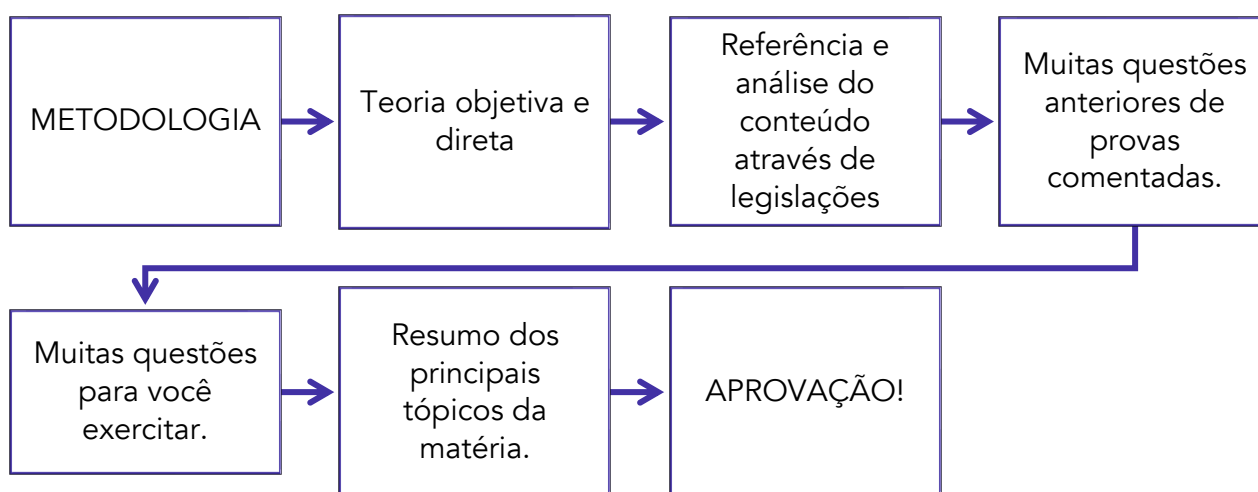 METODOLOGIA
Teoria objetiva e
direta
Referência e
análise do
conteúdo
através de
legislações
Muitas questões
anteriores de
provas
comentadas.
Muitas questões
para você
exercitar.
Resumo dos
principais
tópicos da
matéria.
APROVAÇÃO!